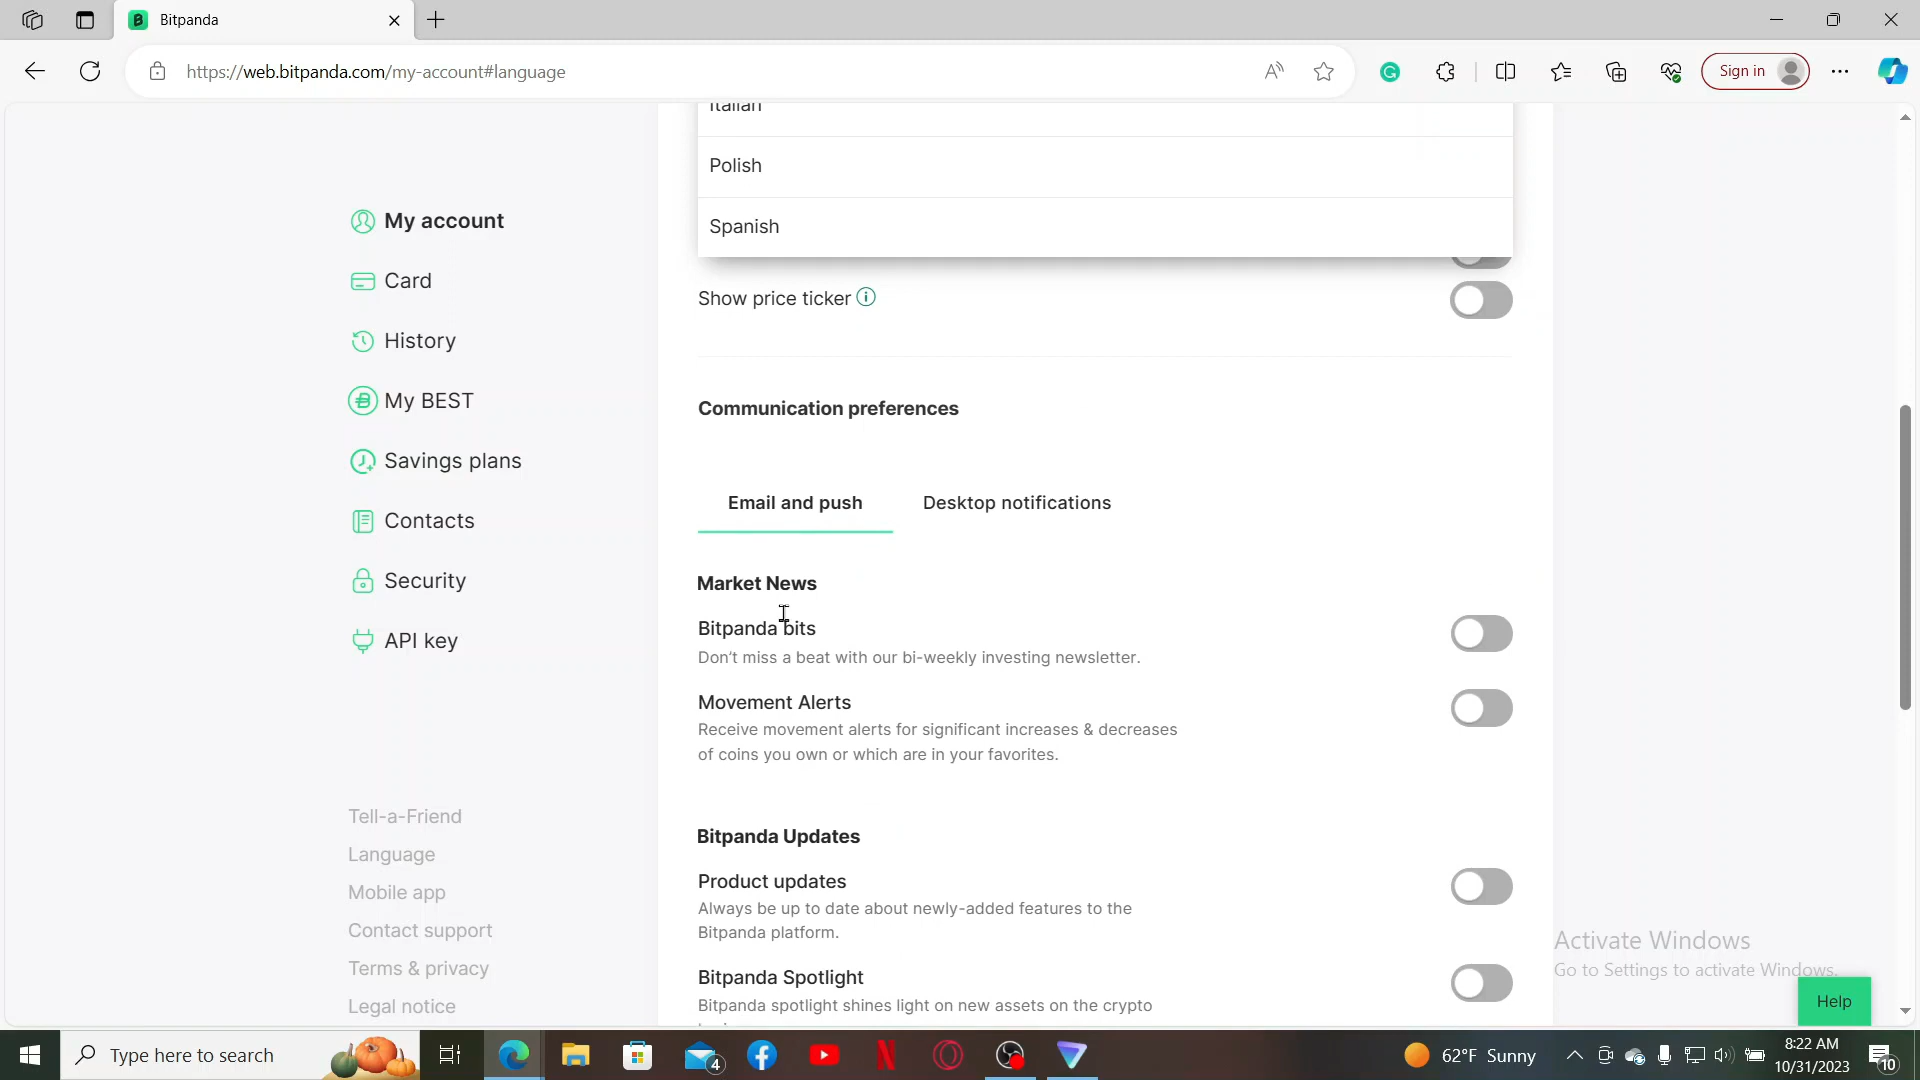 Bitpanda
https://web.bitpanda.com/my-account#language
Sign in
Italian
Polish
Spanish
My account
Card
History
My BEST
Savings plans
Contacts
Security
API key
Tell-a-Friend
Language
Mobile app
Contact support
Terms & privacy
Legal notice
Show price ticker
Communication preferences
Email and push
Desktop notifications
Market News
Bitpanda bits
Don't miss a beat with our bi-weekly investing newsletter.
Movement Alerts
Receive movement alerts for significant increases & decreases
of coins you own or which are in your favorites.
Bitpanda Updates
Product updates
Always be up to date about newly-added features to the
Bitpanda platform.
Bitpanda Spotlight
Bitpanda spotlight shines light on new assets on the crypto
Activate Windows
Go to Settings to activate Windows.
Help
Type here to search
4
62°F Sunny
8:22 AM
10/31/2023
10